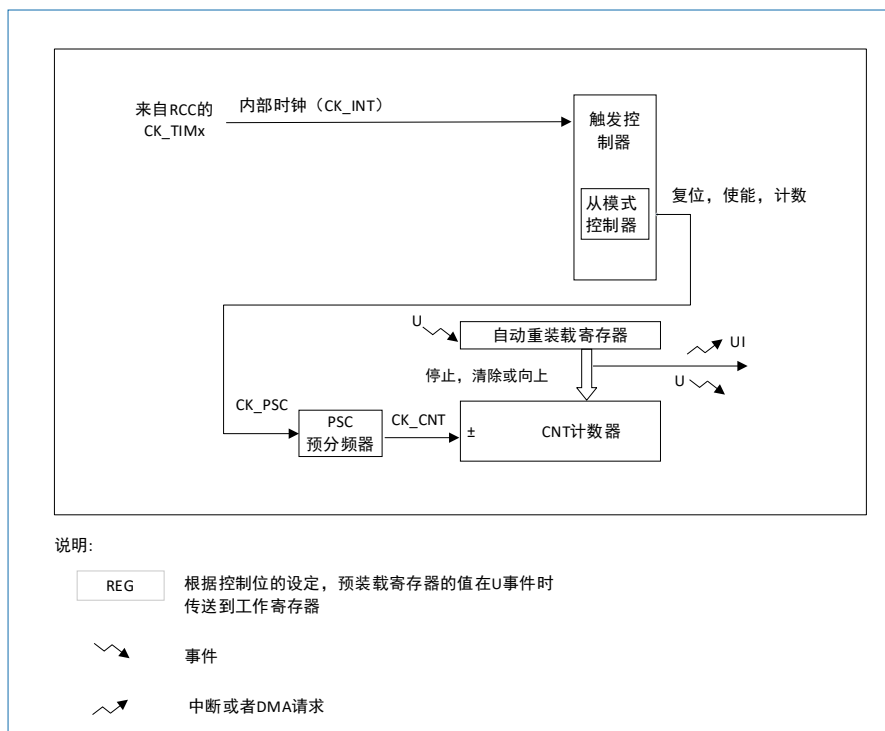 来自RCC的
CK_TIMx
内部时钟（CK_INT）
触发控
制器
从模式
控制器
复位，使能，计数
U
自动重装载寄存器
UI
停止，清除或向上
U
CK_PSC
PSC
预分频器
CK_CNT
±
CNT计数器
说明:
REG
根据控制位的设定，预装载寄存器的值在U事件时
传送到工作寄存器
事件
中断或者DMA请求